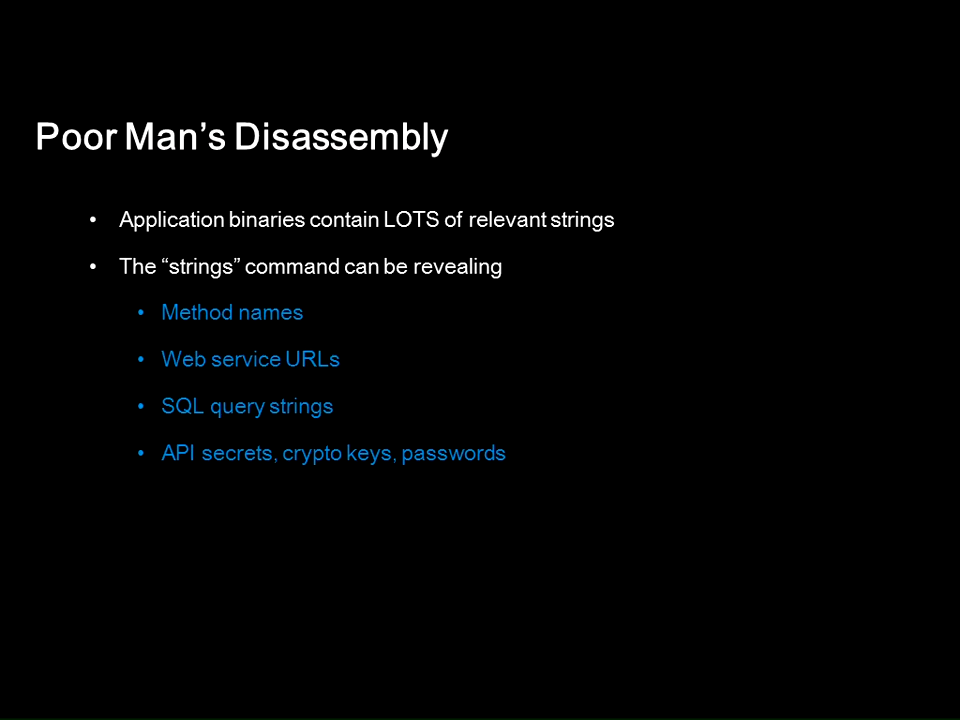 Poor Man’s Disassembly
• Application binaries contain LOTS of relevant strings
• The “strings” command can be revealing
• Method names
• Web service URLs
• SQL query strings
• API secrets, crypto keys, passwords